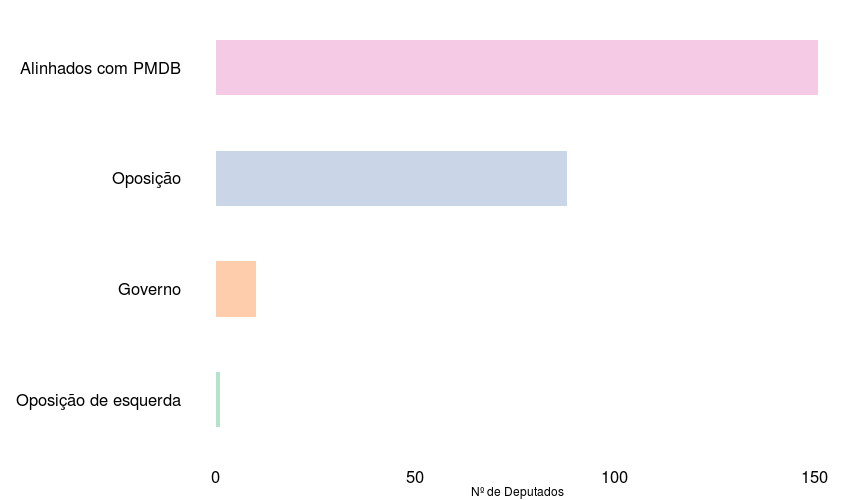 Alinhados com PMDB
Oposição
Governo
Oposição de esquerda
0 50 100 150
Nº de Deputados